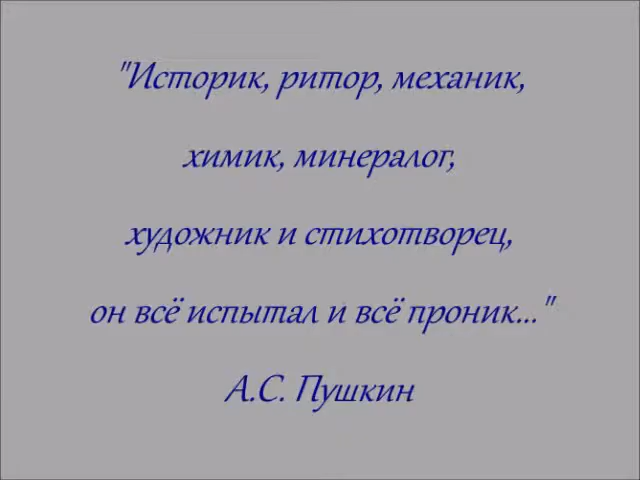 "Историк, ритор, механик,
химик, минералог,
художник и стихотворец,
он всё испытал и всё проник..."
А.С. Пушкин